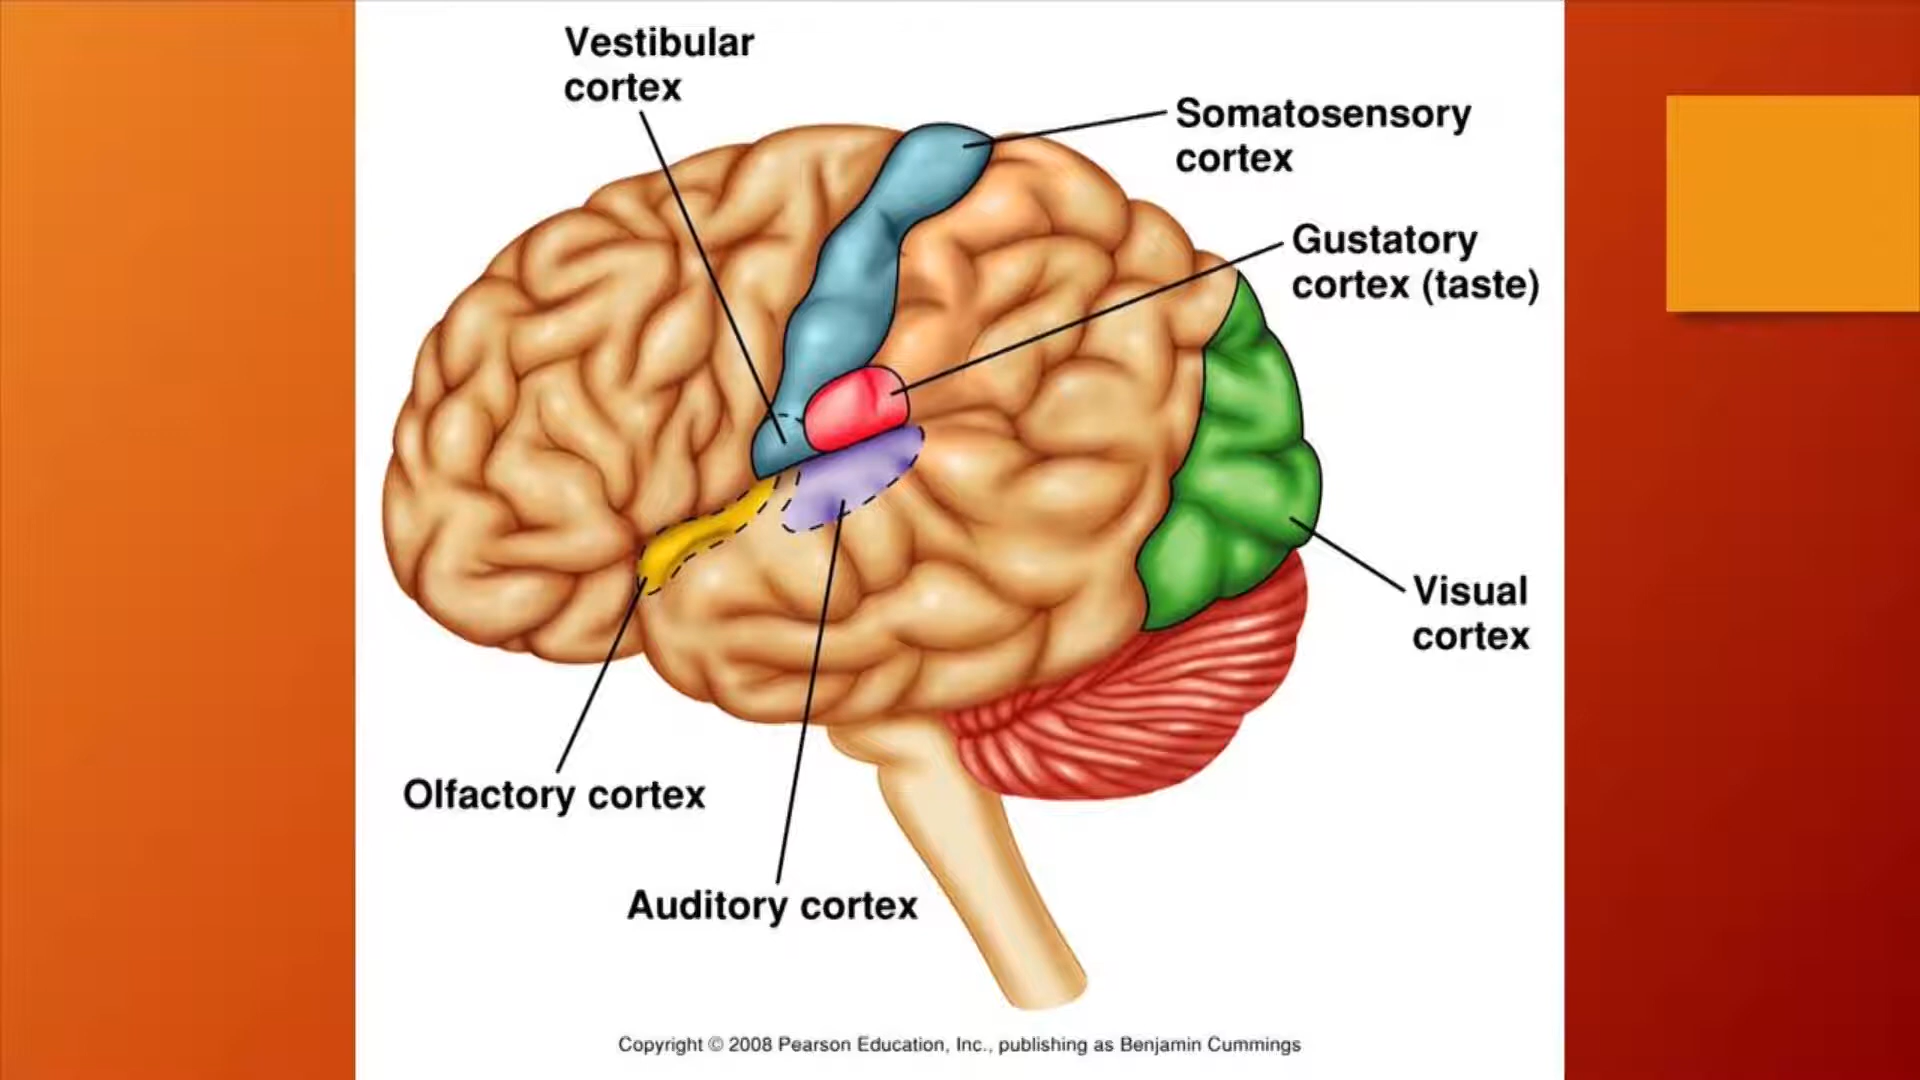 Vestibular
cortex
Somatosensory
cortex
Gustatory
cortex (taste)
Visual
cortex
Olfactory cortex
Auditory cortex
Copyright © 2008 Pearson Education, Inc., publishing as Benjamin Cummings